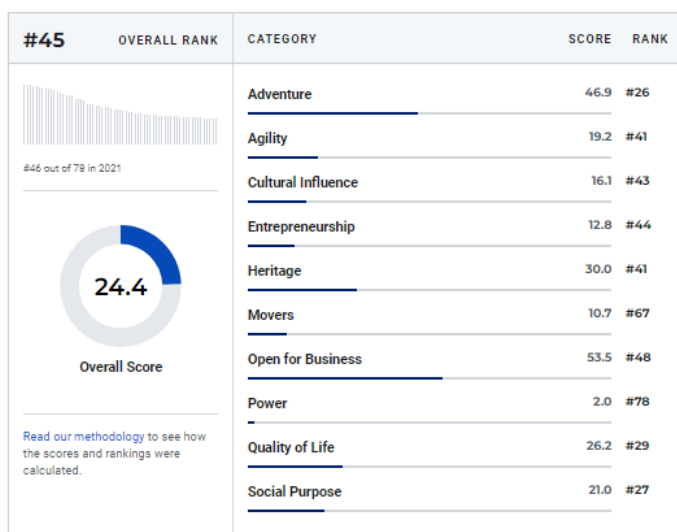 #45 OVERALL RANK
#46 out of 78 in 2021
24.4
Overall Score
Read our methodology to see how
the scores and rankings were
calculated.
CATEGORY SCORE RANK
Adventure 46.9 #26
Agility 19.2 #41
Cultural Influence 16.1 #43
Entrepreneurship 12.8 #44
Heritage 30.0 #41
Movers 10.7 #67
Open for Business 53.5 #48
Power 2.0 #78
Quality of Life 26.2 #29
Social Purpose 21.0 #27